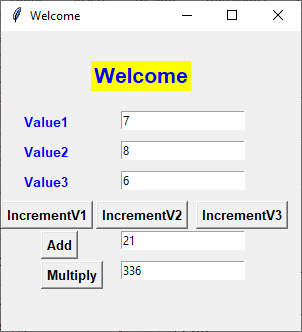 Welcome
Welcome
Value1 7
Value2 8
Value3 6
IncrementV1 IncrementV2 IncrementV3
Add 21
Multiply 336